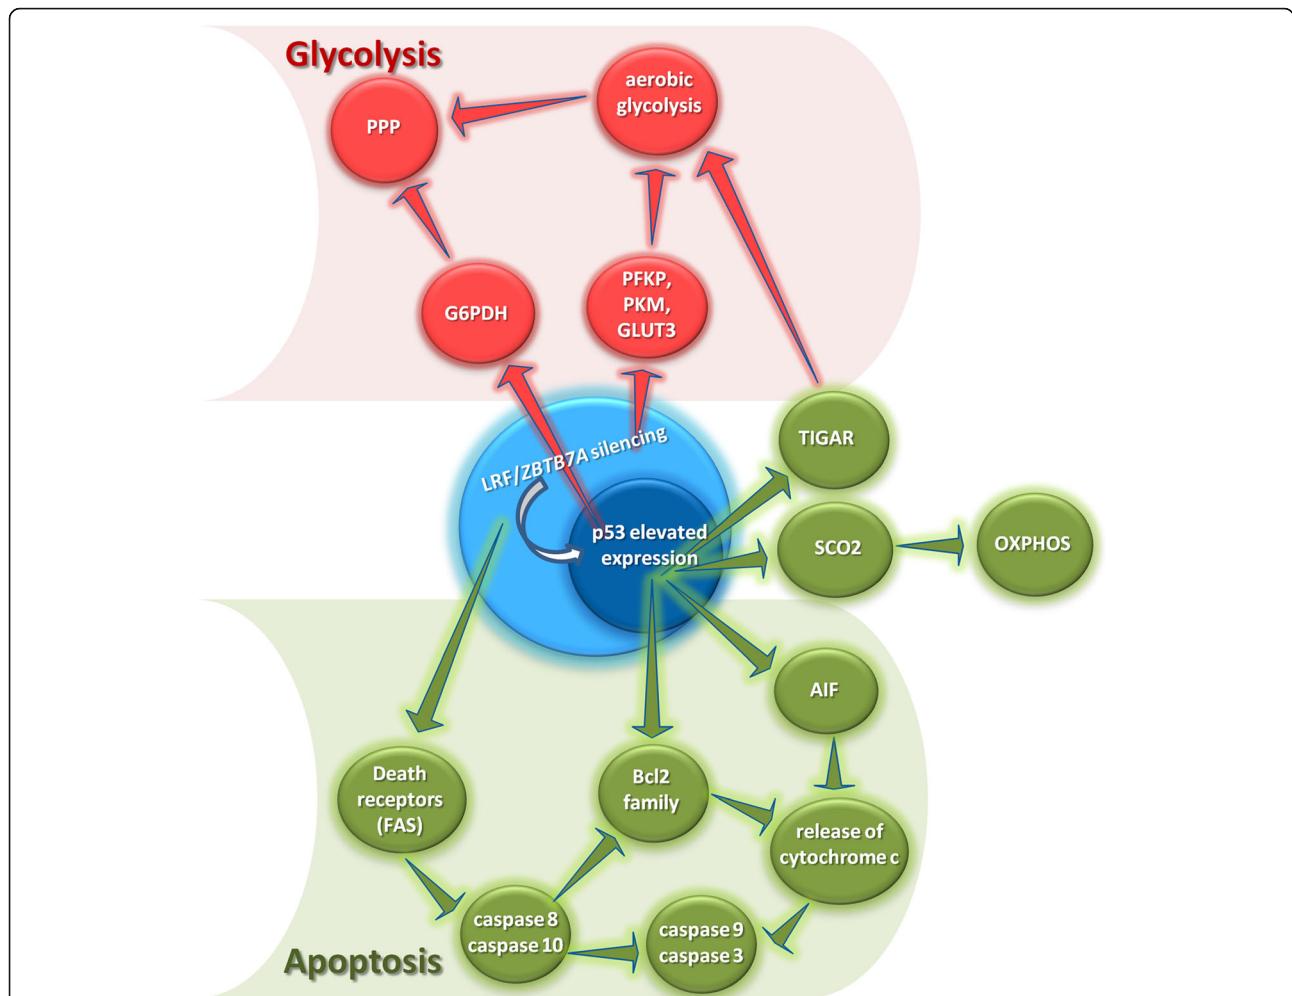 Glycolysis
aerobic
glycolysis
PPP
PFKP,
PKM,
GLUT3
G6PDH
TIGAR
LRF/ZBTB7A silencing
p53 elevated
expression
SCO2
OXPHOS
AIF
Death
receptors
(FAS)
Bcl2
family
release of
cytochrome c
caspase 8
caspase 10
caspase 9
caspase 3
Apoptosis